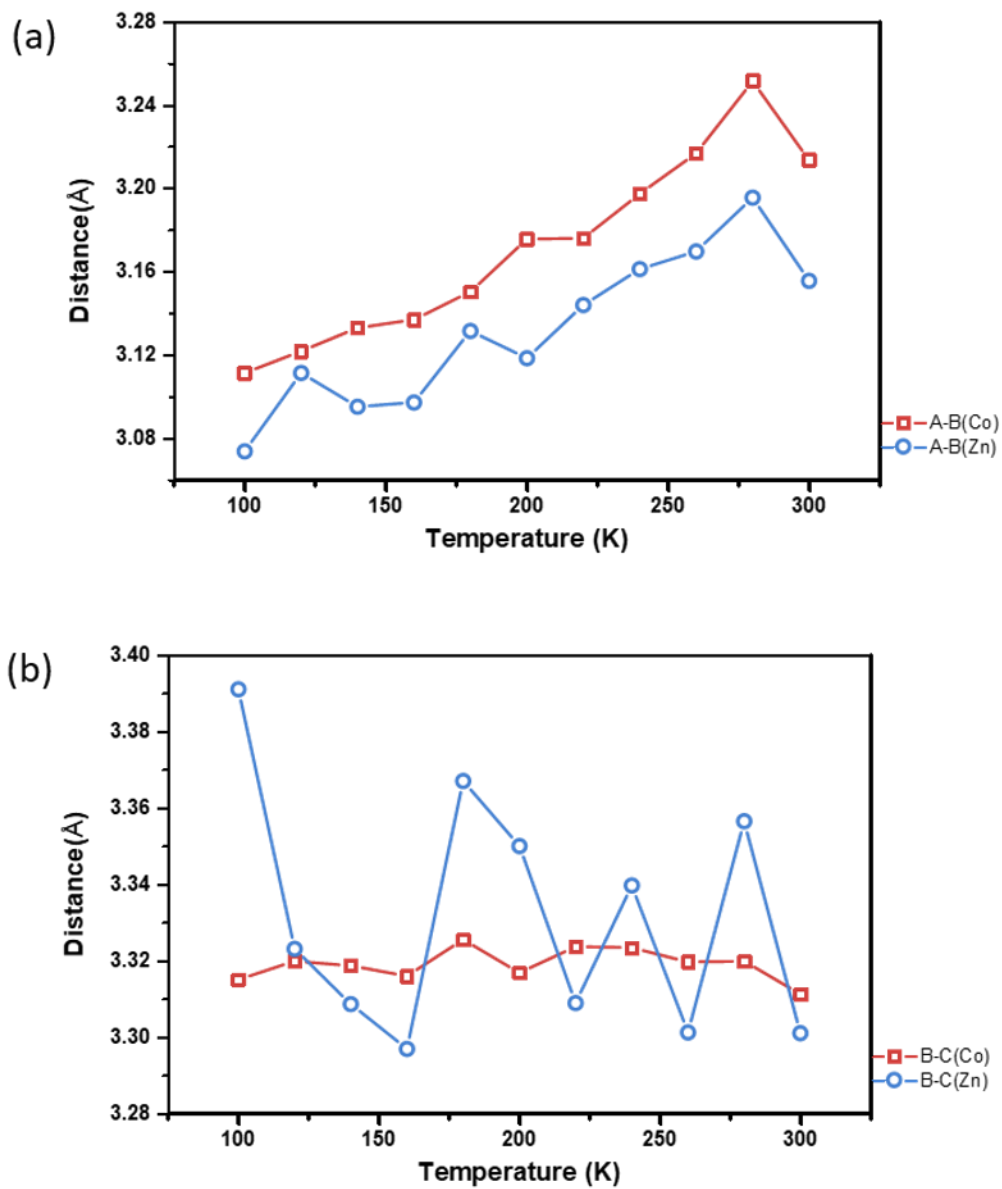 (a)
3.28
3.24
3.20
3.16
3.12
3.08
Distance(Å)
100 150 200 250 300
Temperature (K)
A-B(Co)
A-B(Zn)
(b)
3.40
3.38
3.36
3.34
3.32
3.30
3.28
Distance(Å)
100 150 200 250 300
Temperature (K)
B-C(Co)
B-C(Zn)